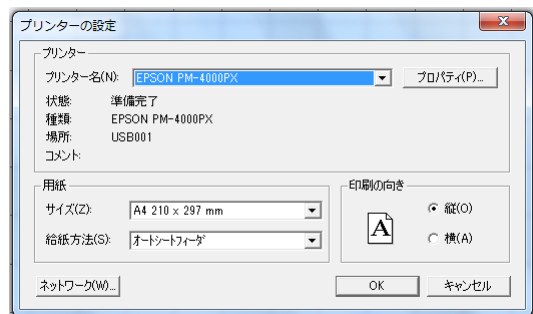 プリンターの設定
プリンター
プリンター名(N): EPSON PM-4000PX プロパティ(P)...
状態: 準備完了
種類: EPSON PM-4000PX
場所: USB001
コメント:
用紙
サイズ(Z): A4 210 x 297 mm
給紙方法(S): オートシートフィーダ
印刷の向き
A
縦(O)
横(A)
ネットワーク(W)...
OK
キャンセル